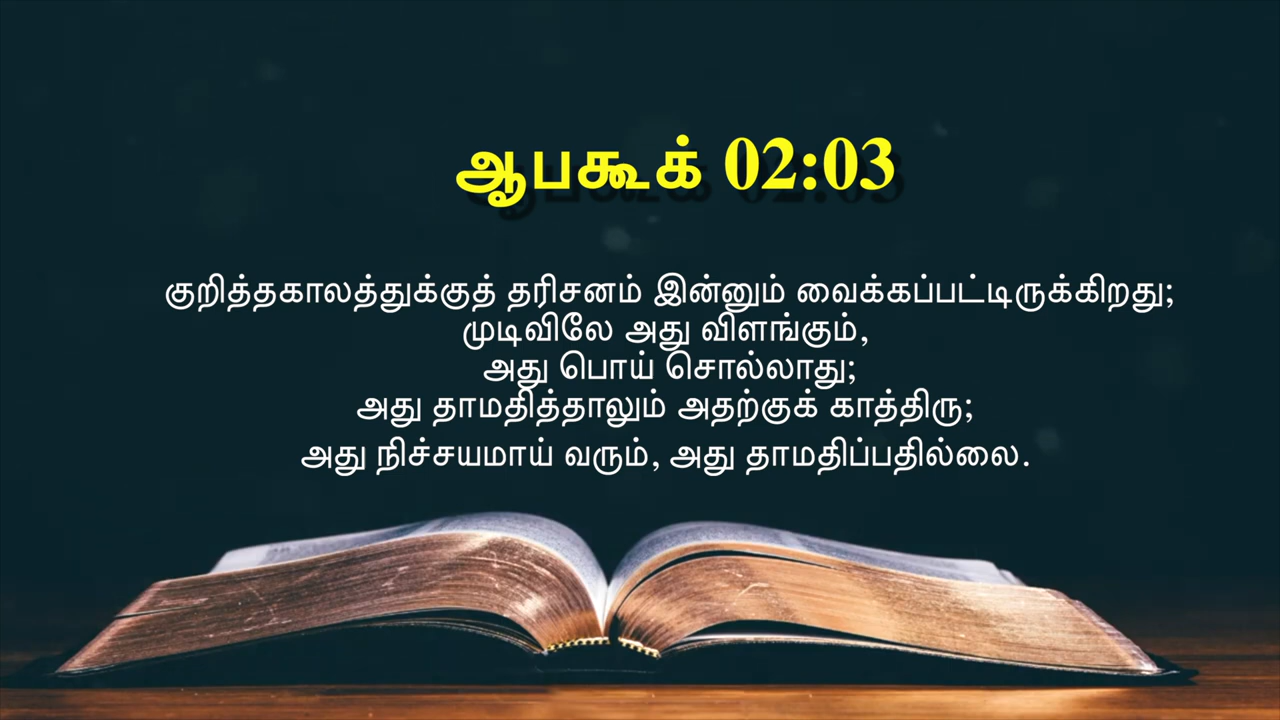 ஆபகூக் 02:03
குறித்தகாலத்துக்குத் தரிசனம் இன்னும் வைக்கப்பட்டிருக்கிறது;
முடிவிலே அது விளங்கும்,
அது பொய் சொல்லாது;
அது தாமதித்தாலும் அதற்குக் காத்திரு;
அது நிச்சயமாய் வரும், அது தாமதிப்பதில்லை.